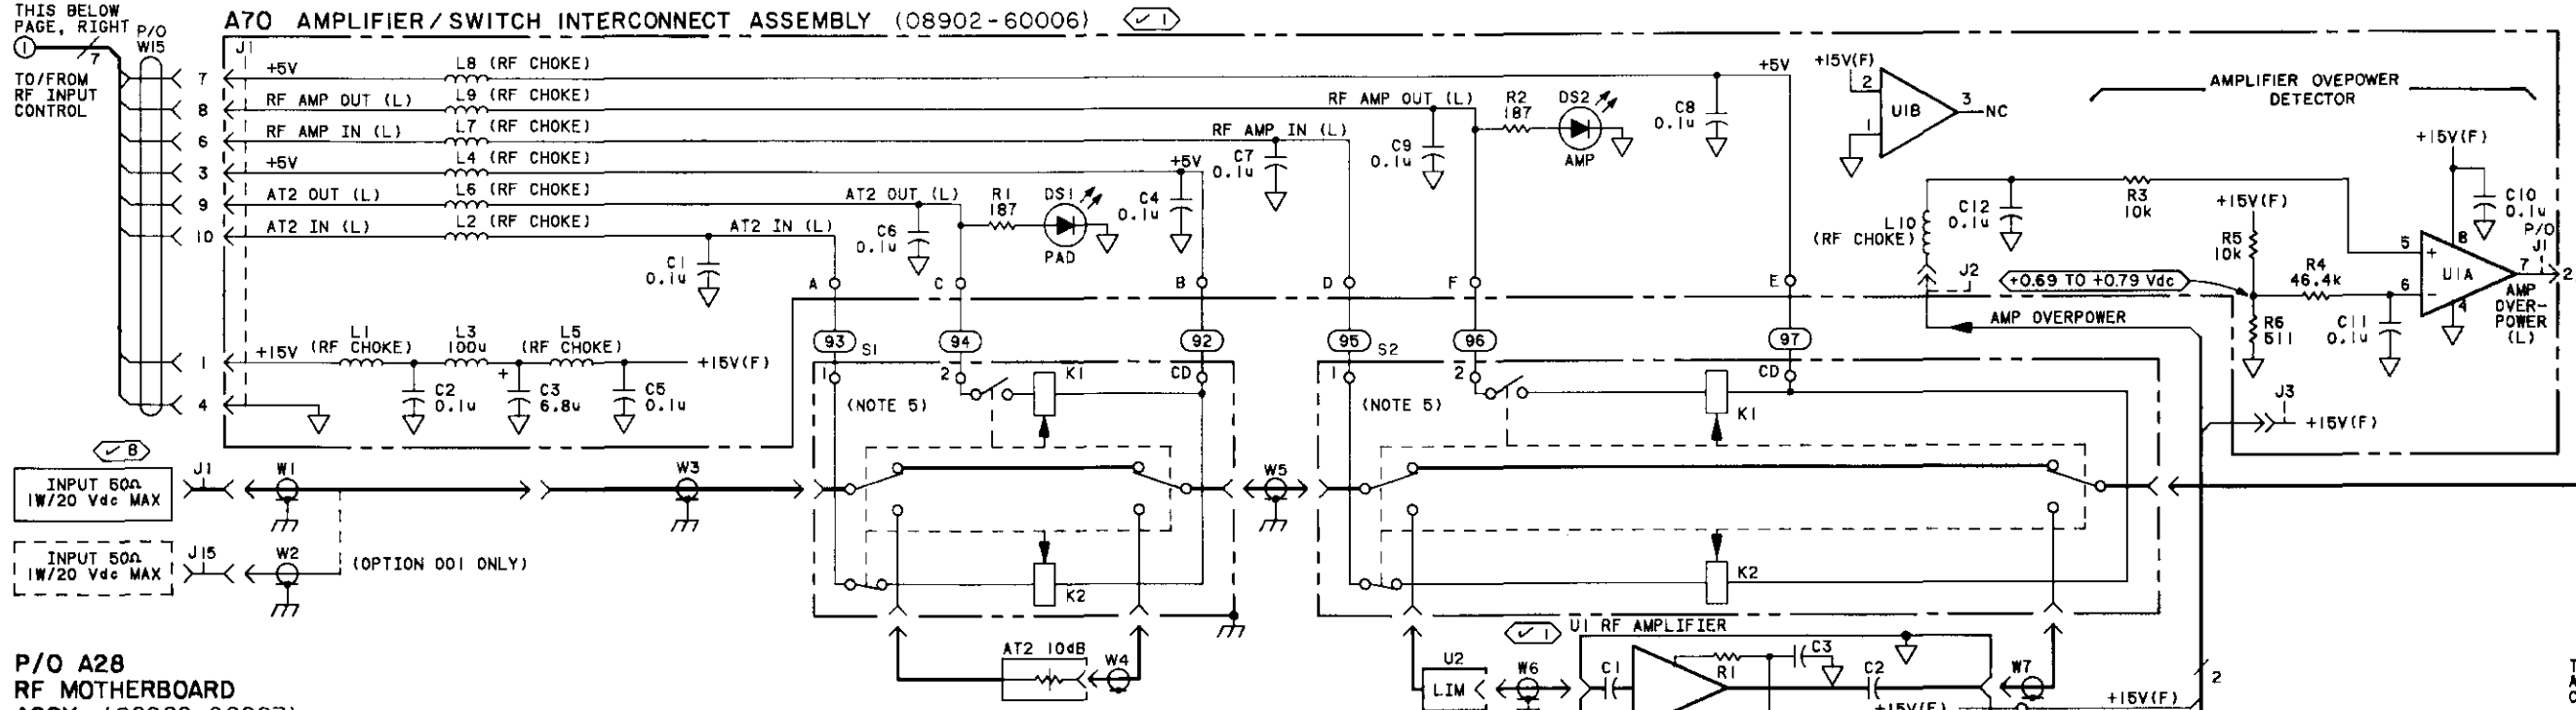 THIS BELOW
PAGE, RIGHT
1
7
P/O
W15
TO/FROM
RF INPUT
CONTROL
A70 AMPLIFIER/SWITCH INTERCONNECT ASSEMBLY (08902-60006) ✓ 1
J1
7 +5V L8 (RF CHOKE) +5V
8 RF AMP OUT (L) L9 (RF CHOKE) RF AMP OUT (L)
6 RF AMP IN (L) L7 (RF CHOKE) RF AMP IN (L)
3 +5V L4 (RF CHOKE) +5V
9 AT2 OUT (L) L6 (RF CHOKE) AT2 OUT (L)
10 AT2 IN (L) L2 (RF CHOKE) AT2 IN (L)
C1
0.1u
C6
0.1u
R1
187
DS1
PAD
C4
0.1u
C7
0.1u
C9
0.1u
R2
187
DS2
AMP
C8
0.1u
+15V(F)
2
1
U1B
3
NC
AMPLIFIER OVEPOWER
DETECTOR
+15V(F)
C10
0.1u
P/O
J1
L10
(RF CHOKE)
C12
0.1u
R3
10k
+15V(F)
R5
10k
R4
46.4k
5
+
6
-
8
U1A
4
7
2
AMP
OVER-
POWER
(L)
J2
+0.69 TO +0.79 Vdc
R6
511
C11
0.1u
AMP OVERPOWER
J3
+15V(F)
A C B D F E
93 94 92 95 96 97
1 +15V
L1
(RF CHOKE)
L3
100u
L5
(RF CHOKE)
+15V(F)
C2
0.1u
+
C3
6.8u
C5
0.1u
4
S1
1 2 CD
(NOTE 5)
K1
K2
S2
1 2 CD
(NOTE 5)
K1
K2
✓ B
INPUT 50Ω
1W/20 Vdc MAX
J1
W1
W3
W5
INPUT 50Ω
1W/20 Vdc MAX
J15
W2
(OPTION 001 ONLY)
AT2 10dB
W4
✓ 1
U1 RF AMPLIFIER
U2
LIM
W6
C1
R1
C3
C2
W7
+15V(F)
+15V(F)
2
P/O A28
RF MOTHERBOARD